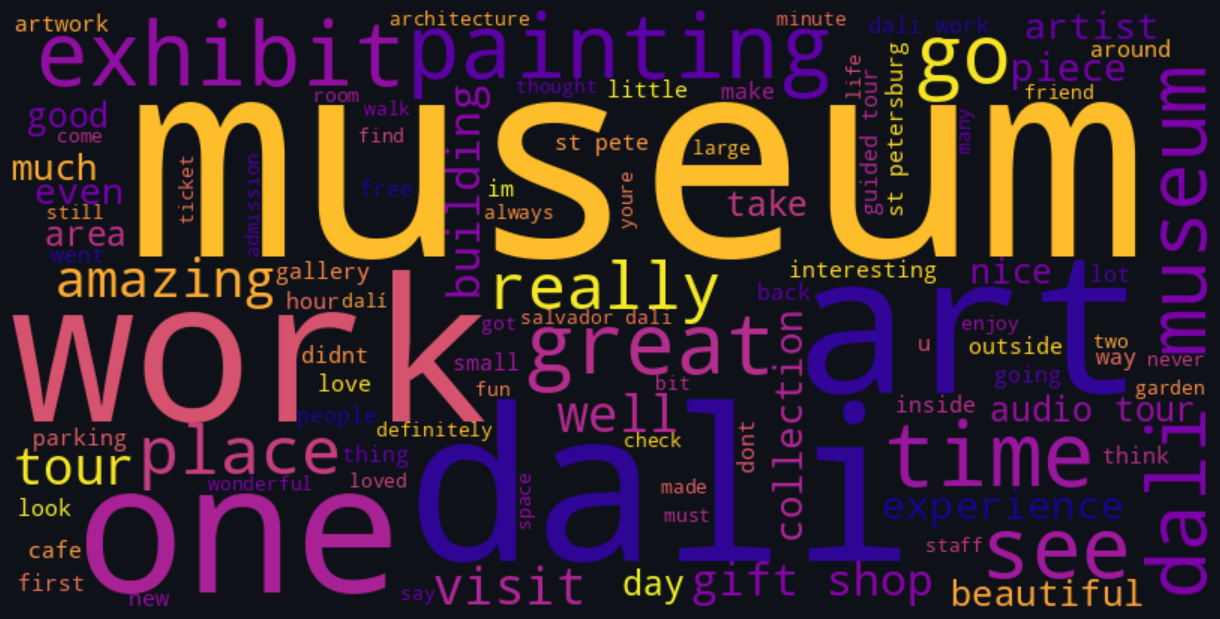 artwork
architecture
minute
dali work
artist
exhibit
painting
go
around
piece
life
room
thought
little
make
friend
good
walk
building
st petersburg
guided tour
many
come
find
museum
st pete
large
much
ticket
admission
free
im
youre
even
always
take
still
area
went
dali museum
amazing
gallery
really
interesting
nice
lot
hour
dalí
back
work
got
salvador dali
art
enjoy
didnt
small
great
collection
u
outside
two
way
never
love
fun
bit
going
garden
people
well
inside
audio tour
parking
definitely
check
dont
place
time
tour
thing
think
wonderful
loved
space
made
dali
look
one
must
experience
cafe
staff
see
first
new
say
visit
day
gift shop
beautiful